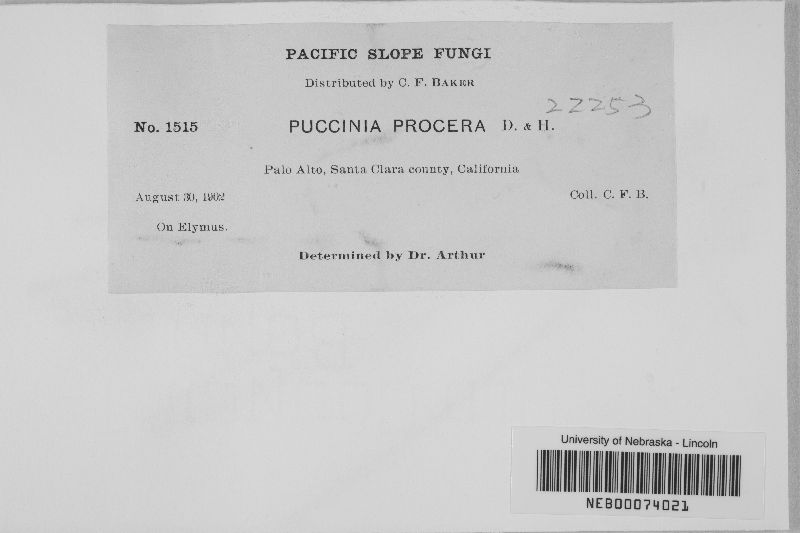 PACIFIC SLOPE FUNGI
Distributed by C. F. BAKER
22253
No. 1515 PUCCINIA PROCERA D. & H.
Palo Alto, Santa Clara county, California
August 30, 1902 Coll. C. F. B.
On Elymus.
Determined by Dr. Arthur
University of Nebraska - Lincoln
NEB00074021